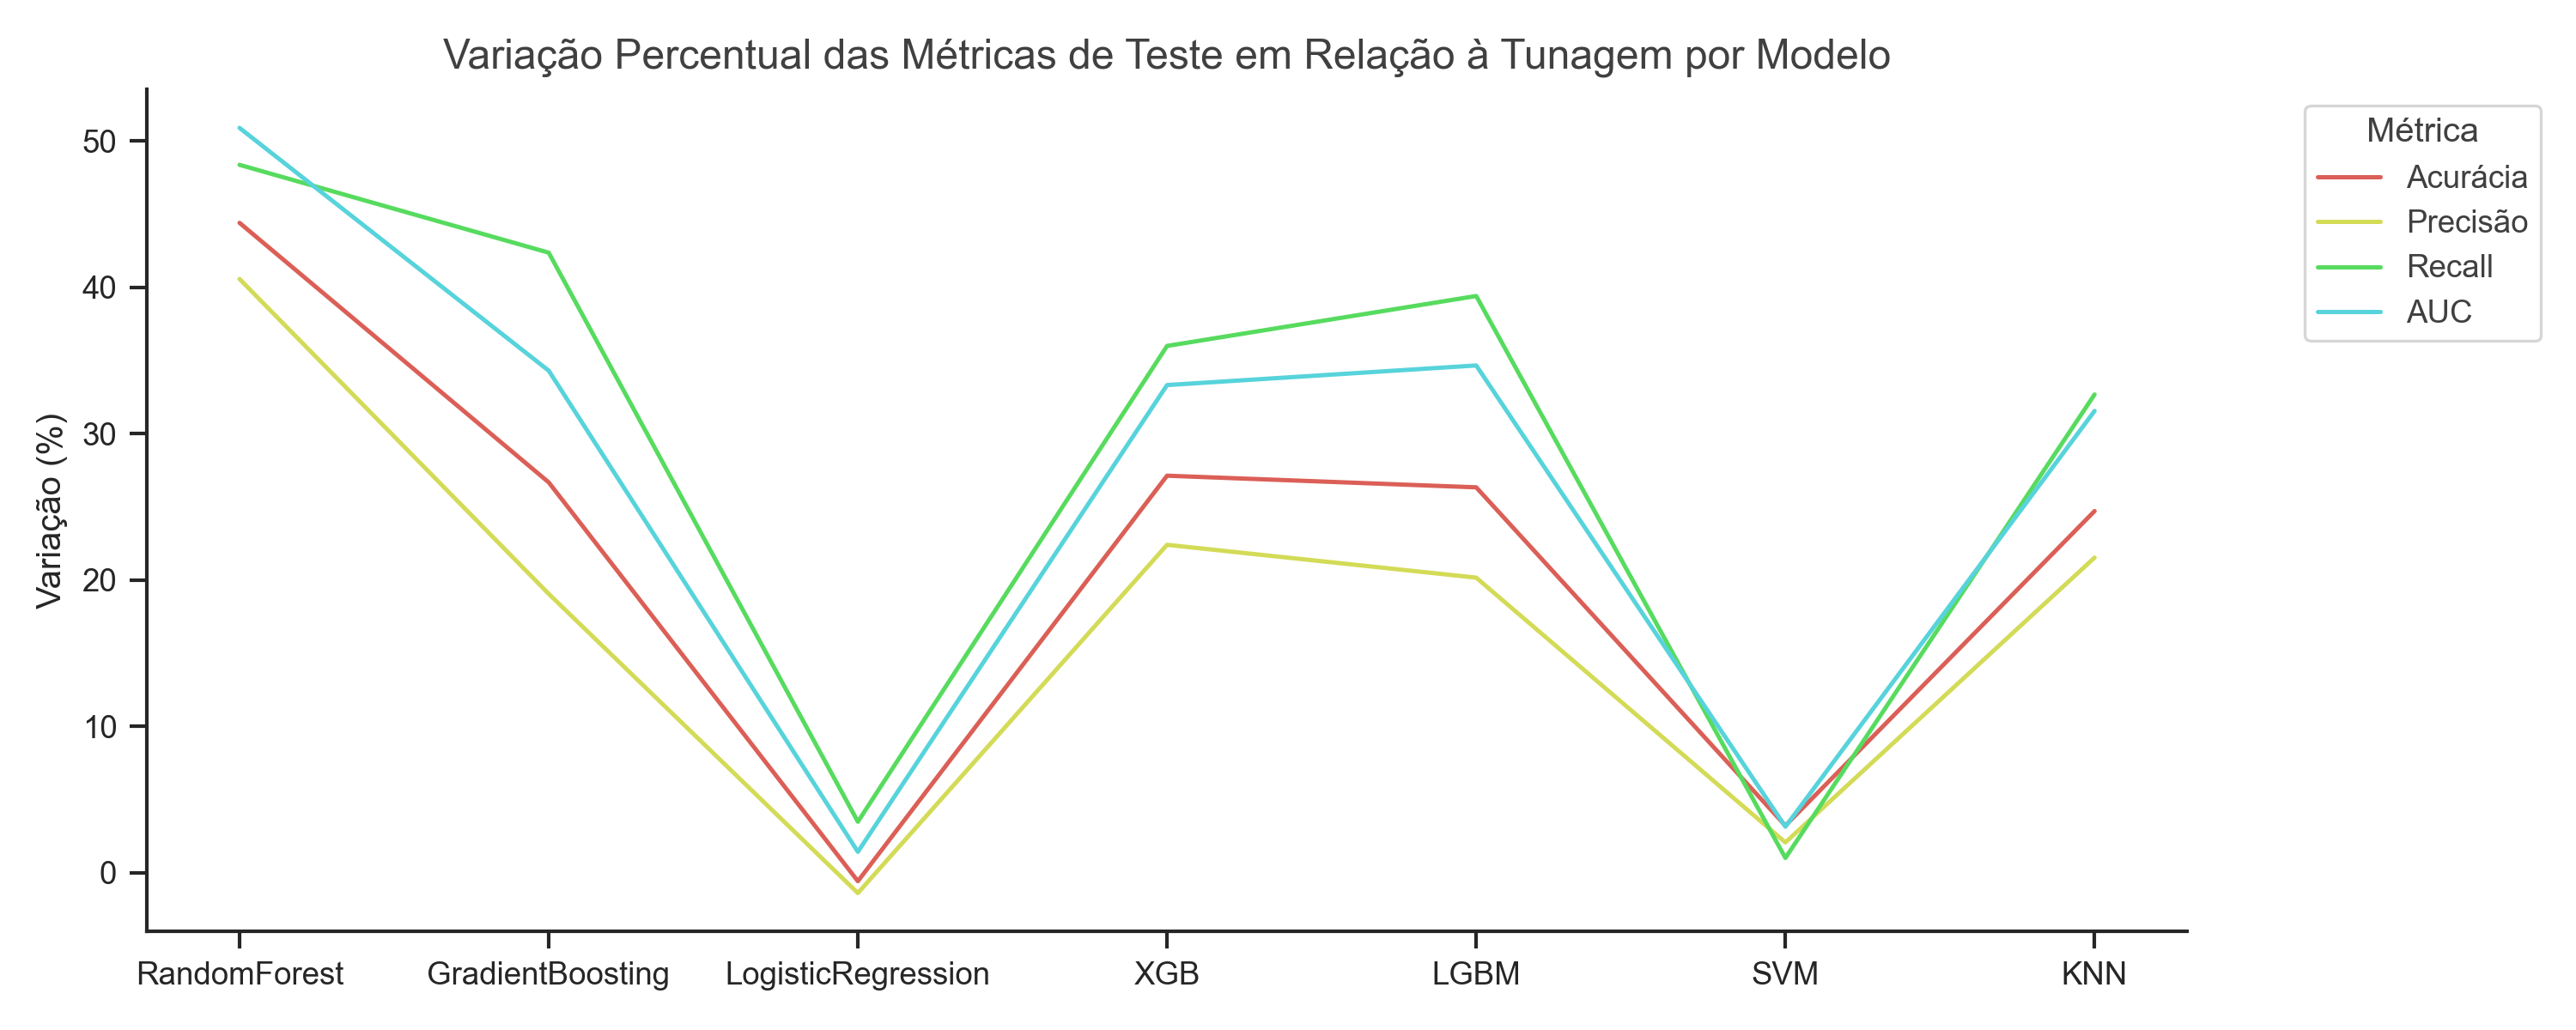 Variação Percentual das Métricas de Teste em Relação à Tunagem por Modelo
Métrica
Acurácia
Precisão
Recall
AUC
Variação (%)
50
40
30
20
10
0
RandomForest GradientBoosting LogisticRegression XGB LGBM SVM KNN